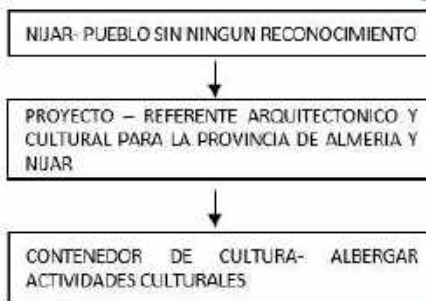 NIJAR- PUEBLO SIN NINGUN RECONOCIMIENTO
PROYECTO – REFERENTE ARQUITECTONICO Y
CULTURAL PARA LA PROVINCIA DE ALMERIA Y
NIJAR
CONTENEDOR DE CULTURA- ALBERGAR
ACTIVIDADES CULTURALES